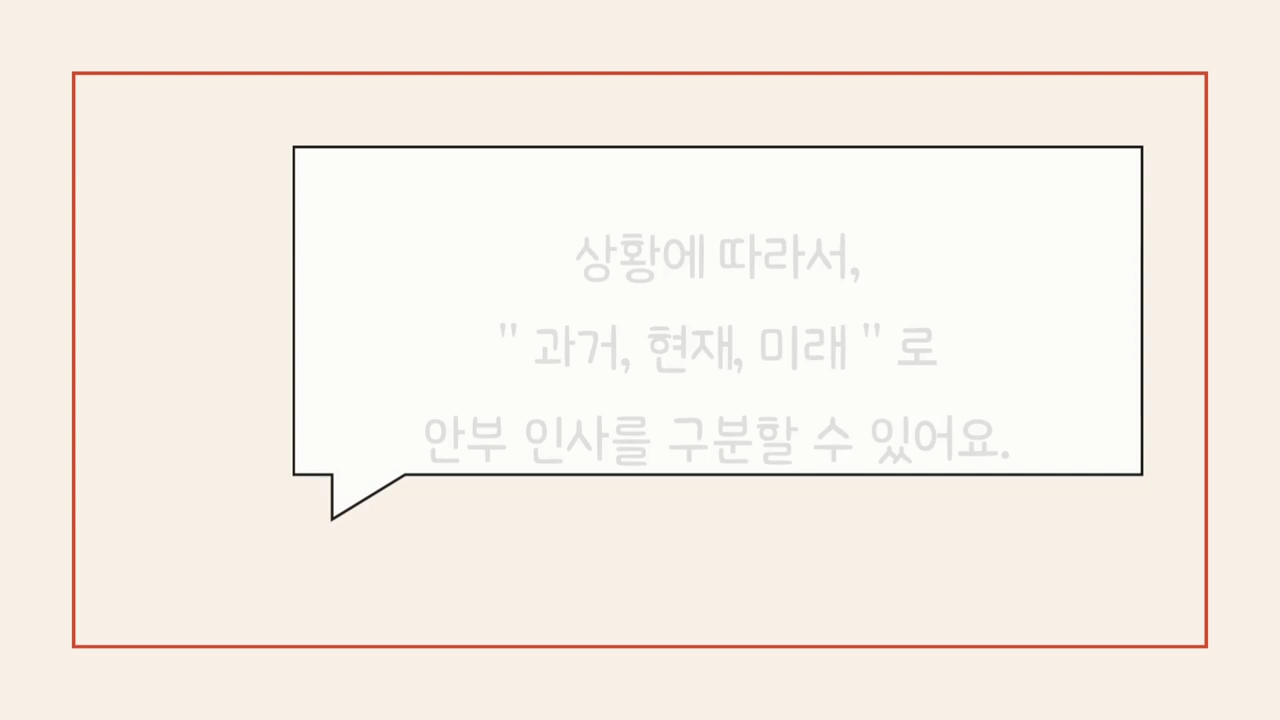 상황에 따라서,
" 과거, 현재, 미래 " 로
안부 인사를 구분할 수 있어요.